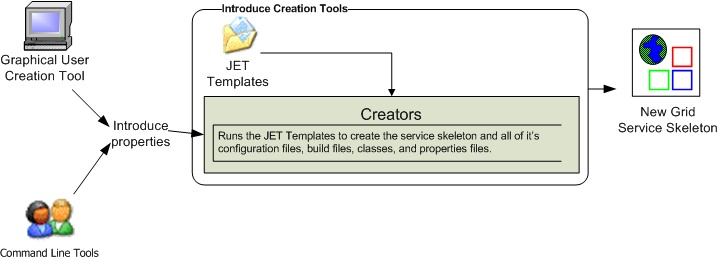 Introduce Creation Tools
Graphical User
Creation Tool
JET
Templates
Creators
Runs the JET Templates to create the service skeleton and all of it's
configuration files, build files, classes, and properties files.
Introduce
properties
New Grid
Service Skeleton
Command Line Tools